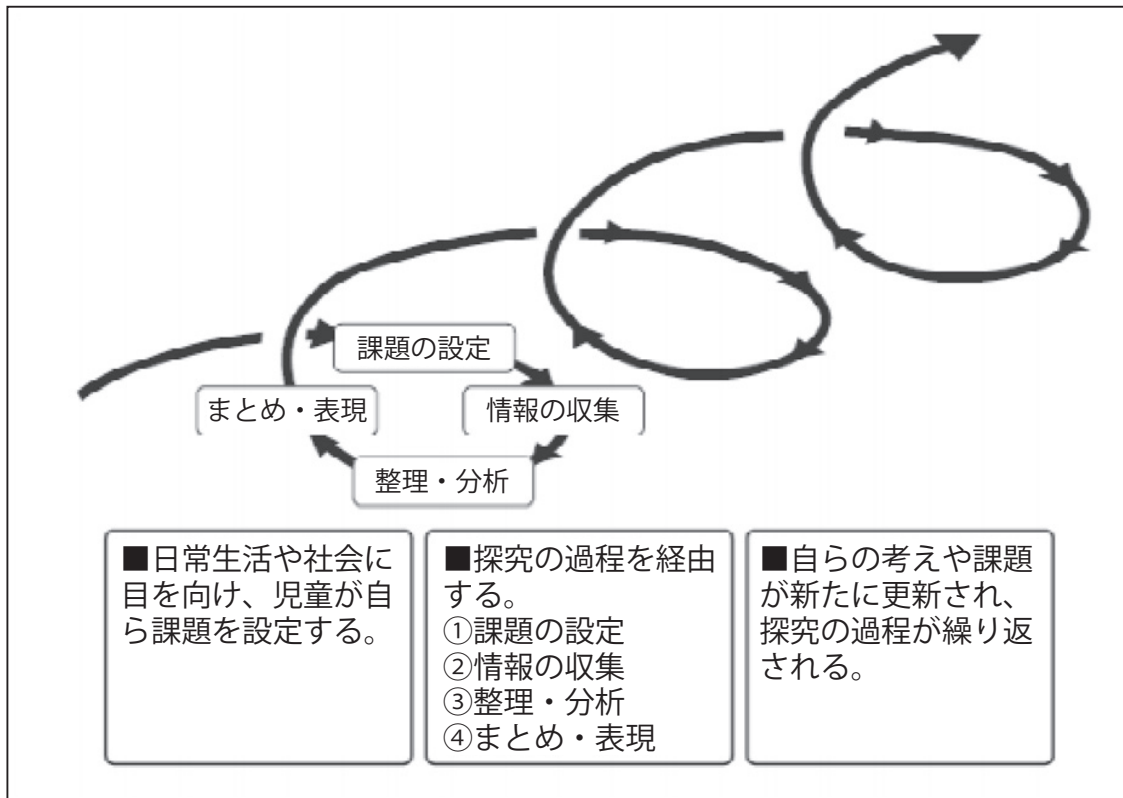 課題の設定
まとめ・表現
情報の収集
整理・分析
■日常生活や社会に
目を向け、児童が自
ら課題を設定する。
■探究の過程を経由
する。
①課題の設定
②情報の収集
③整理・分析
④まとめ・表現
■自らの考えや課題
が新たに更新され、
探究の過程が繰り返
される。